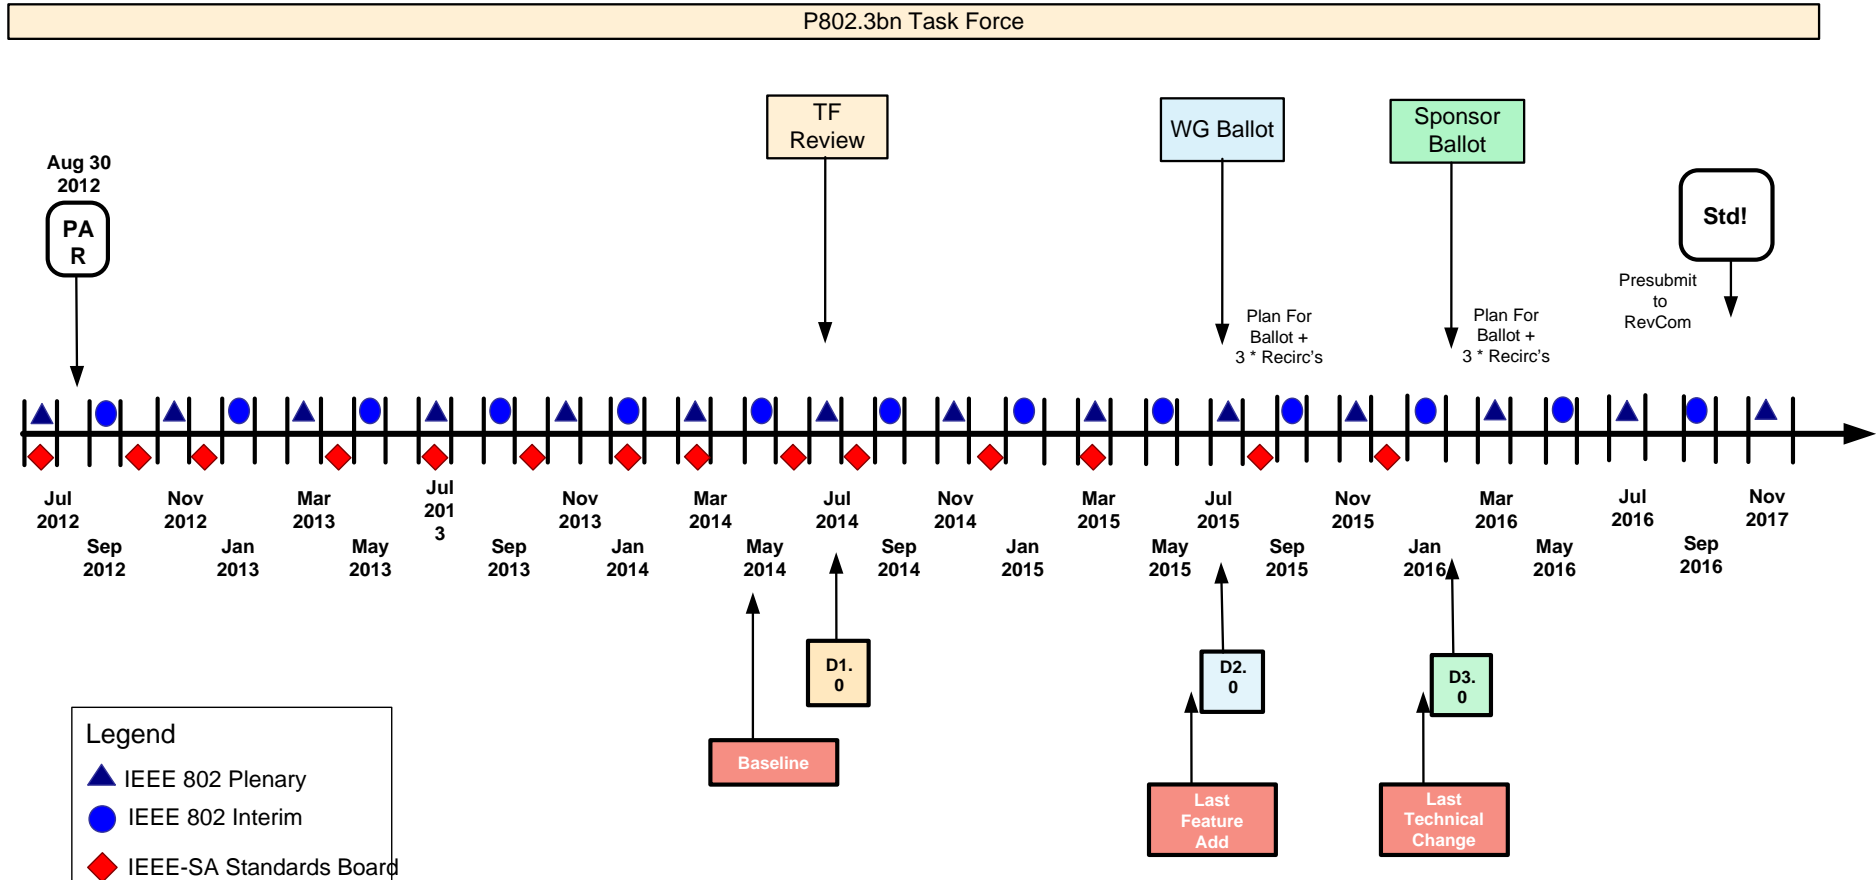 P802.3bn Task Force
TF
Review
WG Ballot
Sponsor
Ballot
Aug 30
2012
PA
R
Std!
Presubmit
to
RevCom
Plan For
Ballot +
3 * Recirc's
Plan For
Ballot +
3 * Recirc's
Jul
2012
Sep
2012
Nov
2012
Jan
2013
Mar
2013
May
2013
Jul
201
3
Sep
2013
Nov
2013
Jan
2014
Mar
2014
May
2014
Jul
2014
Sep
2014
Nov
2014
Jan
2015
Mar
2015
May
2015
Jul
2015
Sep
2015
Nov
2015
Jan
2016
Mar
2016
May
2016
Jul
2016
Sep
2016
Nov
2017
D1.
0
D2.
0
D3.
0
Baseline
Last
Feature
Add
Last
Technical
Change
Legend
IEEE 802 Plenary
IEEE 802 Interim
IEEE-SA Standards Board